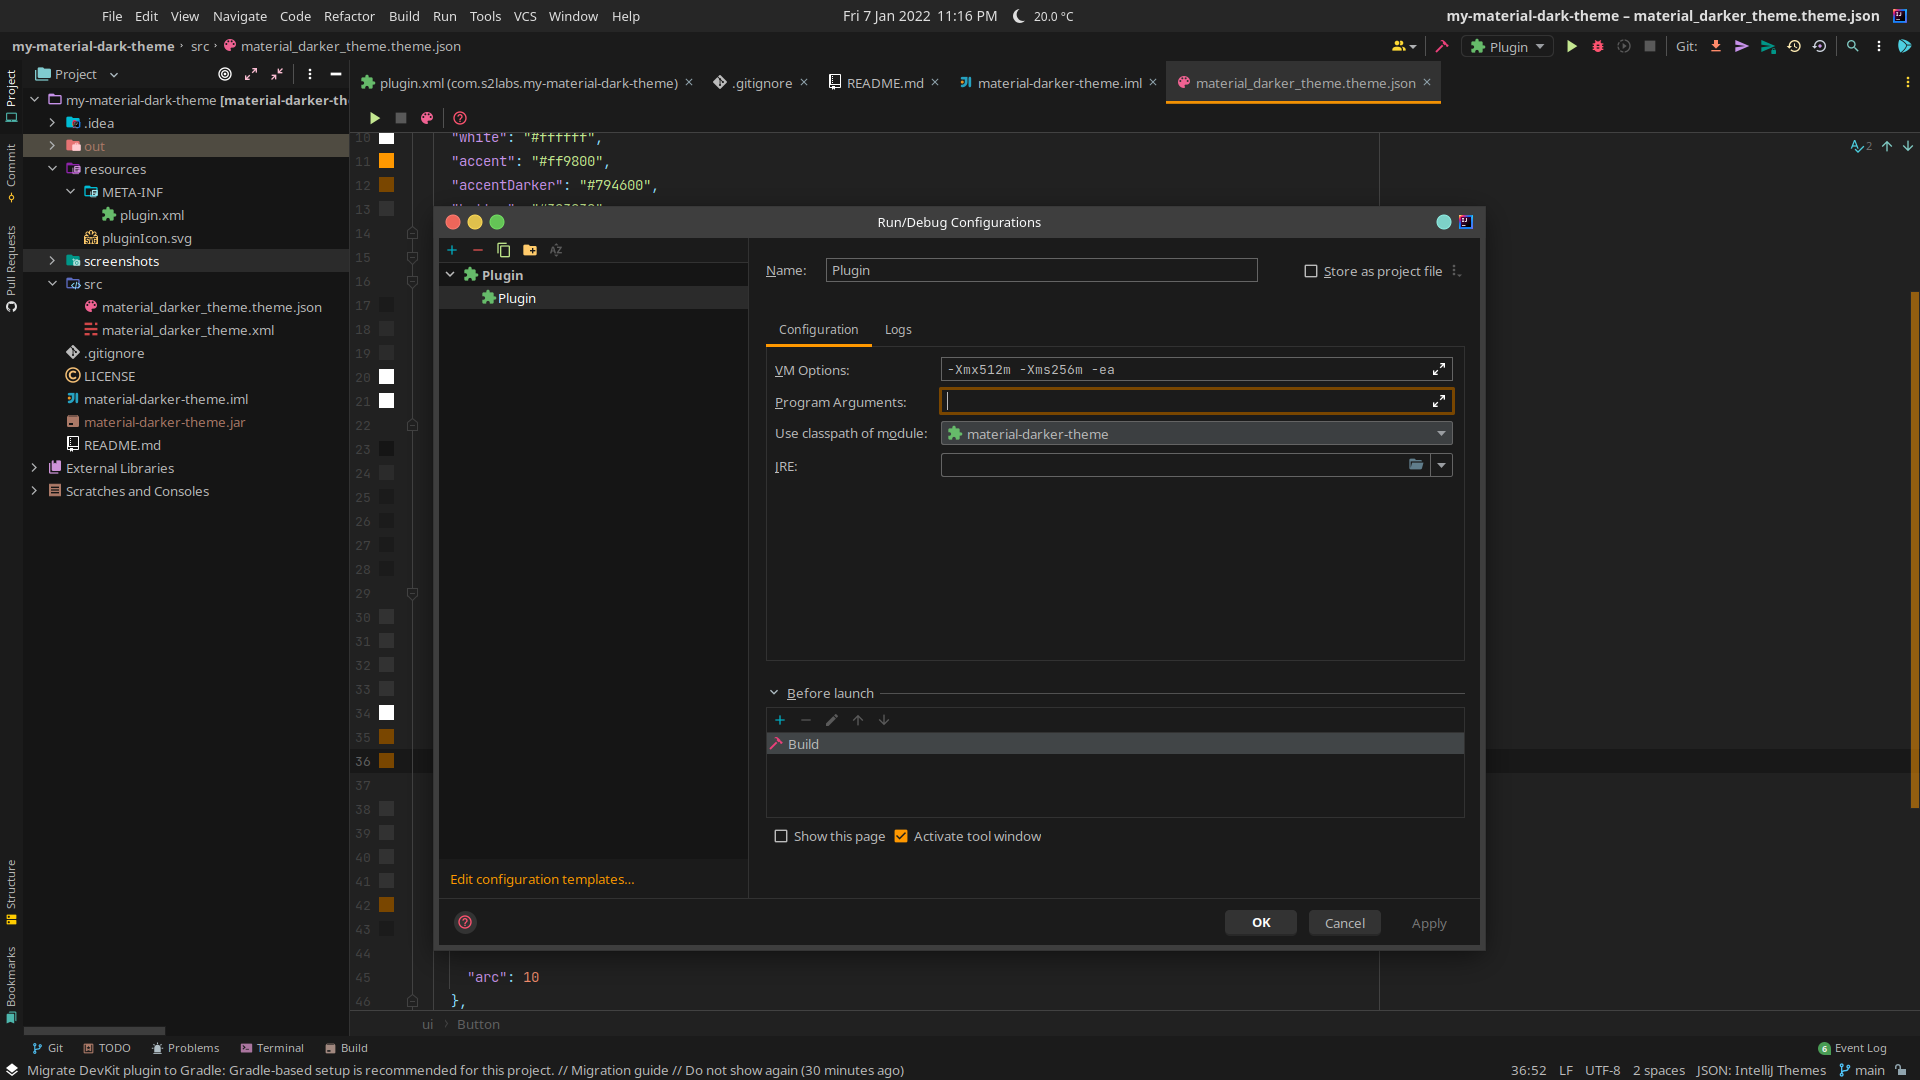 File Edit View Navigate Code Refactor Build Run Tools VCS Window Help
Fri 7 Jan 2022 11:16 PM 20.0 °C
my-material-dark-theme – material_darker_theme.theme.json
my-material-dark-theme src material_darker_theme.theme.json
Plugin Git:
Project
Commit
Pull Requests
Structure
Bookmarks
Project
my-material-dark-theme [material-darker-th
.idea
out
resources
META-INF
plugin.xml
pluginIcon.svg
screenshots
src
material_darker_theme.theme.json
material_darker_theme.xml
.gitignore
LICENSE
material-darker-theme.iml
material-darker-theme.jar
README.md
External Libraries
Scratches and Consoles
plugin.xml (com.s2labs.my-material-dark-theme) .gitignore README.md material-darker-theme.iml material_darker_theme.theme.json
2
10 "white": "#ffffff",
11 "accent": "#ff9800",
12 "accentDarker": "#794600",
13
14
15
16
17
18
19
20
21
22
23
24
25
26
27
28
29
30
31
32
33
34
35
36
37
38
39
40
41
42
43
44
45 "arc": 10
46 },
Run/Debug Configurations
Plugin
Plugin
Edit configuration templates...
Name: Plugin Store as project file
Configuration Logs
VM Options: -Xmx512m -Xms256m -ea
Program Arguments:
Use classpath of module: material-darker-theme
JRE:
Before launch
Build
Show this page Activate tool window
OK Cancel Apply
ui Button
Git TODO Problems Terminal Build 6 Event Log
Migrate DevKit plugin to Gradle: Gradle-based setup is recommended for this project. // Migration guide // Do not show again (30 minutes ago)
36:52 LF UTF-8 2 spaces JSON: IntelliJ Themes main